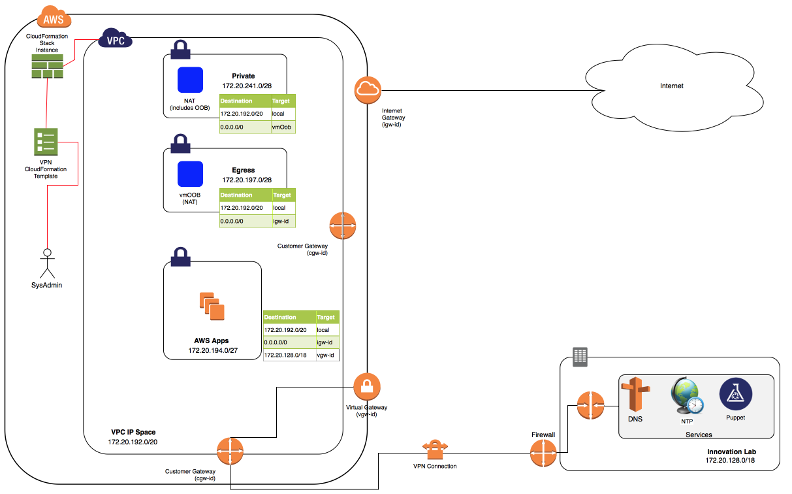 AWS
CloudFormation
Stack
Instance
VPC
Private
172.20.241.0/28
NAT
(includes OOB)
Destination Target
172.20.192.0/20 local
0.0.0.0/0 vmOob
Internet
Gateway
(igw-id)
Internet
VPN
CloudFormation
Template
Egress
172.20.197.0/28
vmOOB
(NAT)
Destination Target
172.20.192.0/20 local
0.0.0.0/0 igw-id
Customer Gateway
(cgw-id)
SysAdmin
AWS Apps
172.20.194.0/27
Destination Target
172.20.192.0/20 local
0.0.0.0/0 igw-id
172.20.128.0/18 vgw-id
Virtual Gateway
(vgw-id)
VPC IP Space
172.20.192.0/20
Customer Gateway
(cgw-id)
VPN Connection
Firewall
DNS
NTP
Puppet
Services
Innovation Lab
172.20.128.0/18